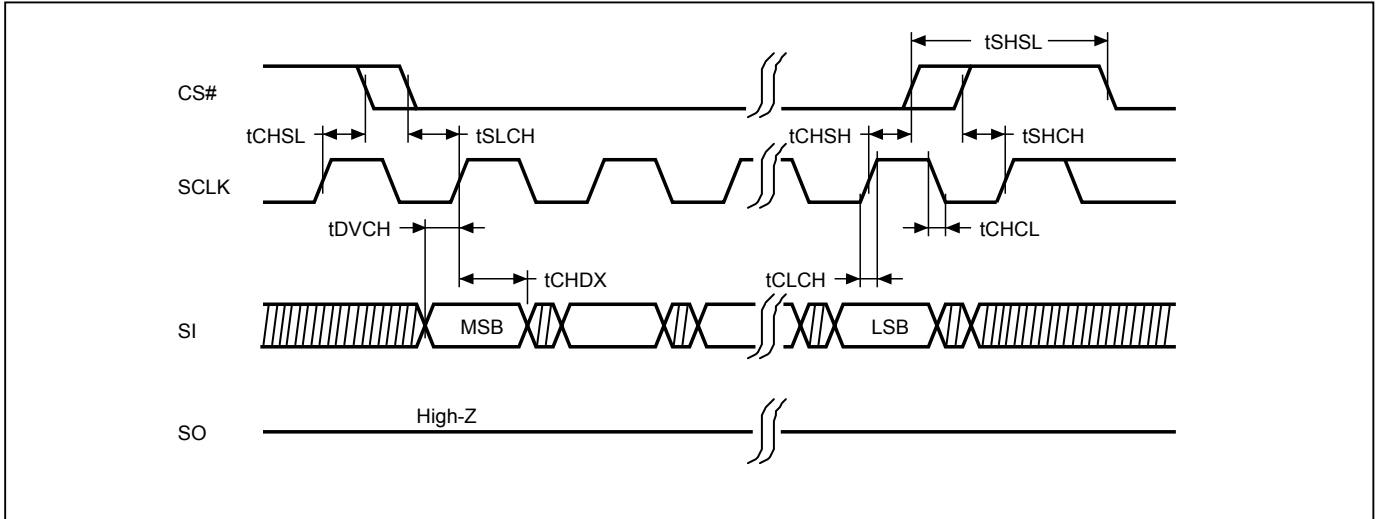 tSHSL
CS#
tCHSL
tSLCH
tCHSH
tSHCH
SCLK
tDVCH
tCHCL
tCHDX
tCLCH
SI
MSB
LSB
High-Z
SO